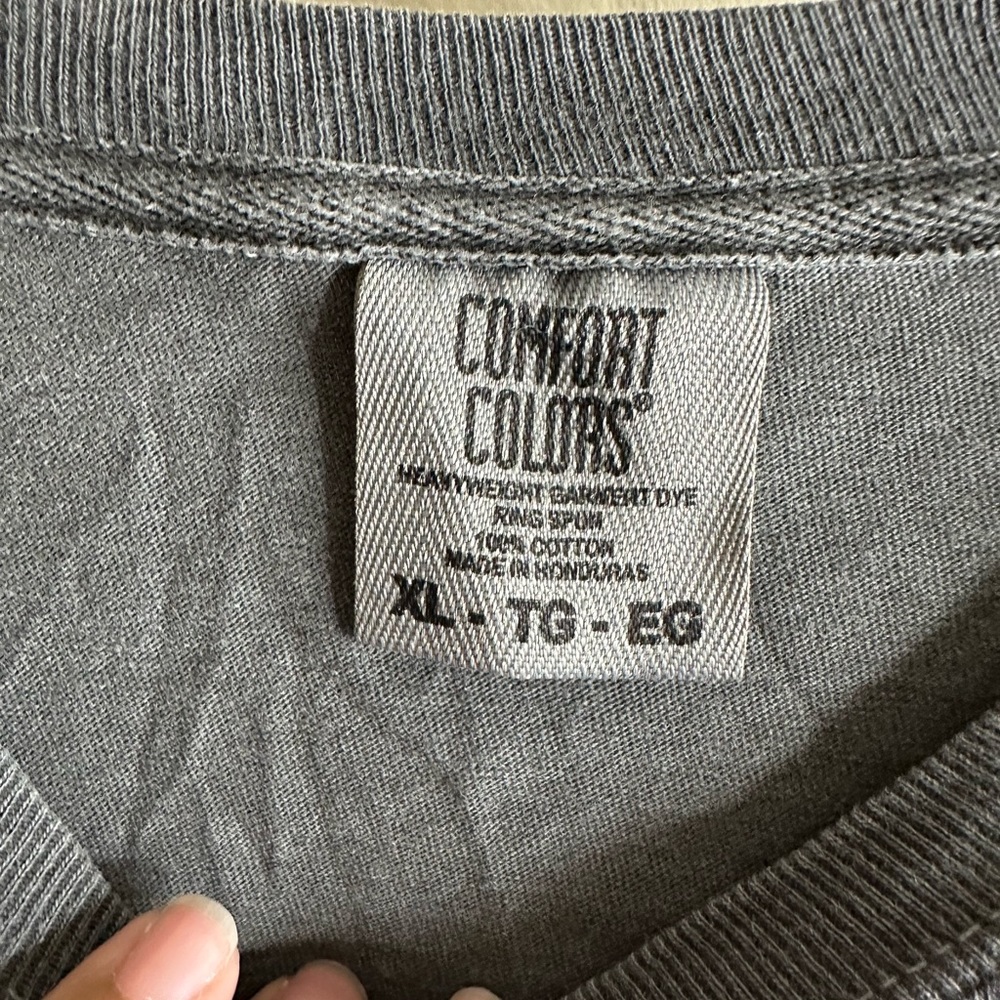 COMFORT
COLORS®
HEAVYWEIGHT GARMENT DYE
RING SPUN
100% COTTON
MADE IN HONDURAS
XL - TG - EG